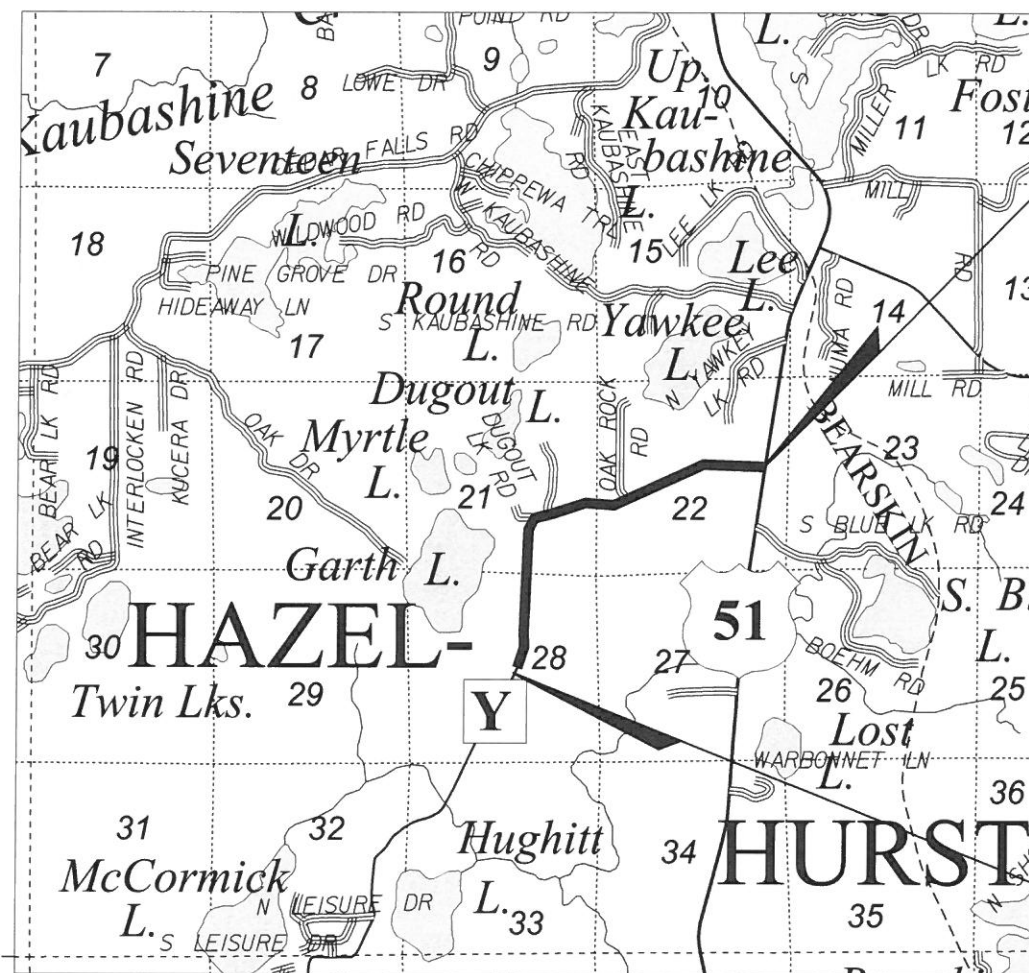 POND RD
BA
L.
DR
L.
7
8
9
Up.
10
S
LK RD
Fost
Kaubashine
LOWE DR
Kau-
MILLER
11
12
Seventeen
CEDAR FALLS RD
KAUBASHINE
RD
EAST
bashine
MILL
CHIPPEWA TRL
L.
LEE LK
18
L.
WILDWOOD RD
W KAUBASHINE
RD
15
Lee
L.
16
PINE GROVE DR
HIDEAWAY LN
Round
L.
S KAUBASHINE RD
Yawkee
L.
RD
13
14
17
N YAWKEY
LK RD
Dugout
L.
MILL RD
BEAR LK RD
INTERLOCKEN RD
KUCERA DR
OAK DR
Myrtle
L.
DUGOUT
LK RD
OAK ROCK
RD
BEARSKIN
23
19
20
21
22
24
S BLUE LK RD
BEAR LK
RD
Garth L.
51
S. B
L.
30
HAZEL-
28
27
BOEHM RD
Twin Lks.
29
Y
26
25
Lost
L.
WARBONNET LN
36
31
32
Hughitt
L.
34
HURST
McCormick
L.
N LEISURE DR
33
35
N SH
S LEISURE DR